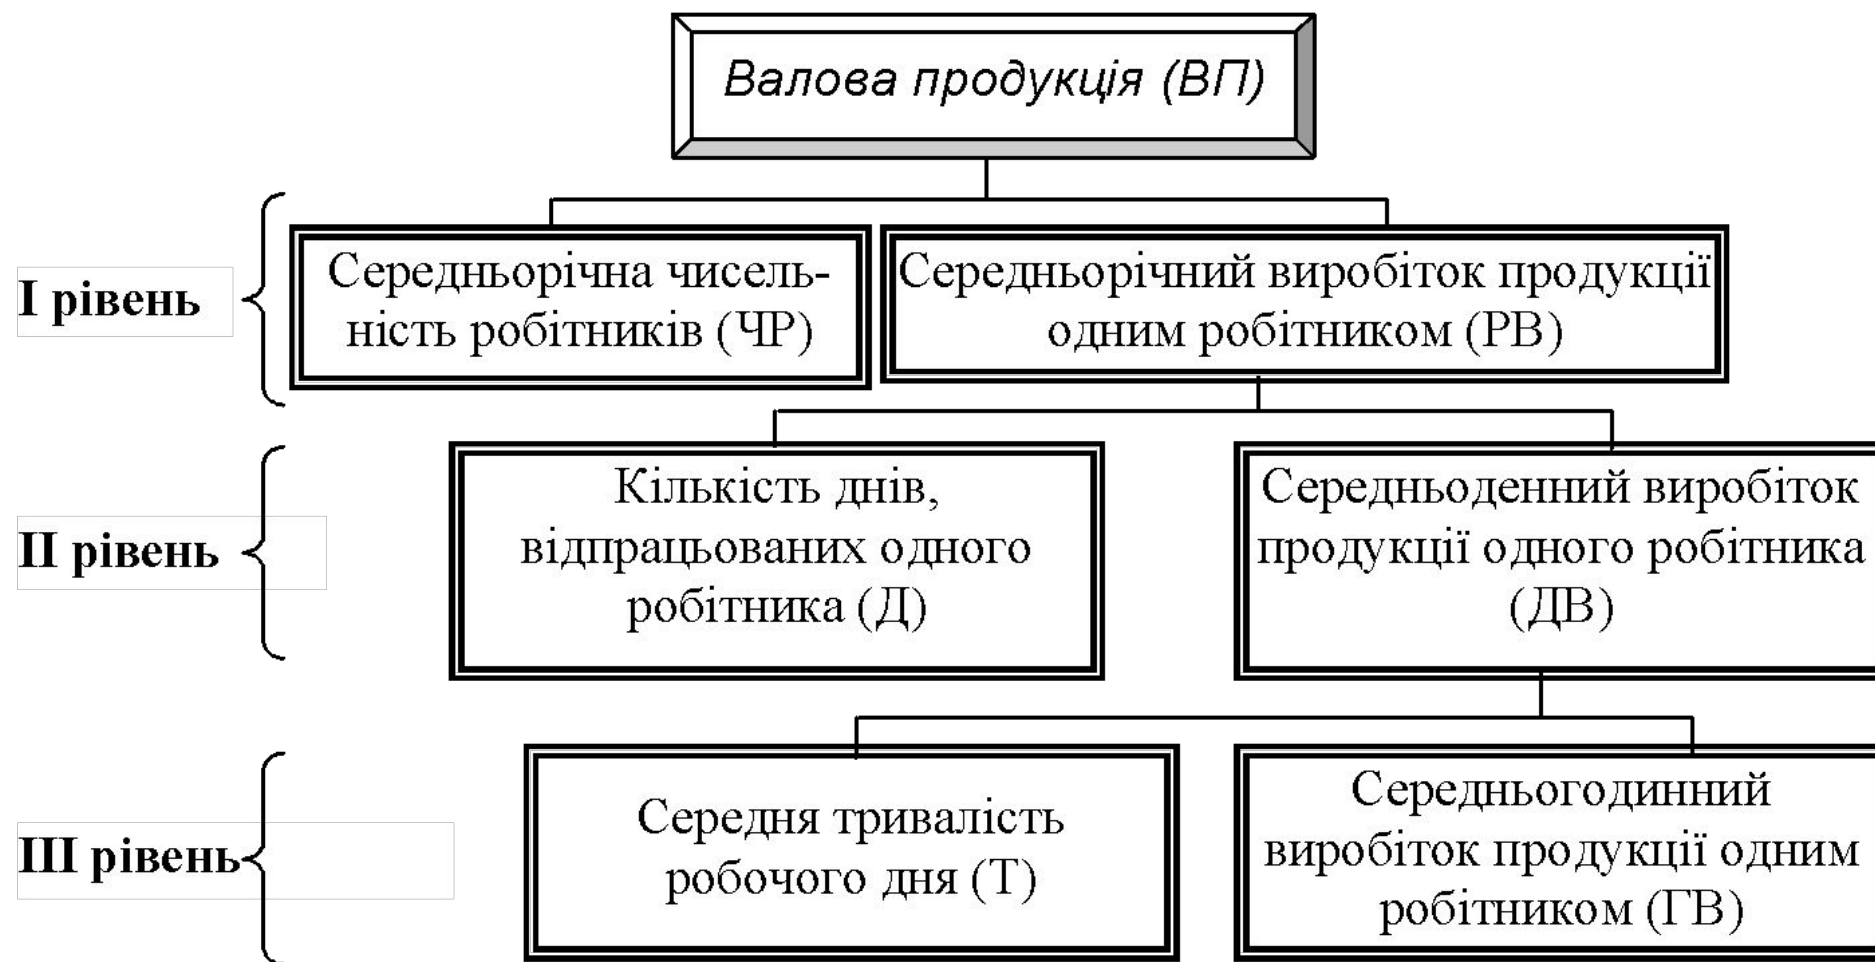 Валова продукція (ВП)
І рівень
Середньорічна чисель-
ність робітників (ЧР)
Середньорічний виробіток продукції
одним робітником (РВ)
ІІ рівень
Кількість днів,
відпрацьованих одного
робітника (Д)
Середньоденний виробіток
продукції одного робітника
(ДВ)
ІІІ рівень
Середня тривалість
робочого дня (Т)
Середньогодинний
виробіток продукції одним
робітником (ГВ)